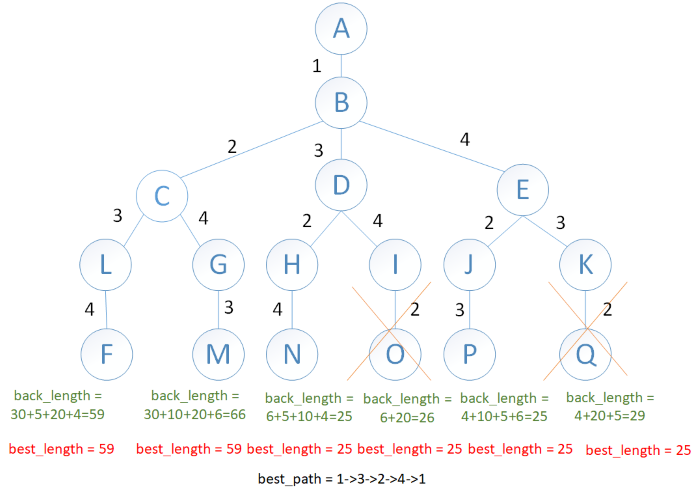 A
1
B
2
3
4
C
D
E
3
4
2
4
2
3
L
G
H
I
J
K
4
3
4
2
3
2
F
M
N
O
P
Q
back_length =
30+5+20+4=59
back_length =
30+10+20+6=66
back_length =
6+5+10+4=25
back_length =
6+20=26
back_length =
4+10+5+6=25
back_length =
4+20+5=29
best_length = 59
best_length = 59
best_length = 25
best_length = 25
best_length = 25
best_length = 25
best_path = 1->3->2->4->1